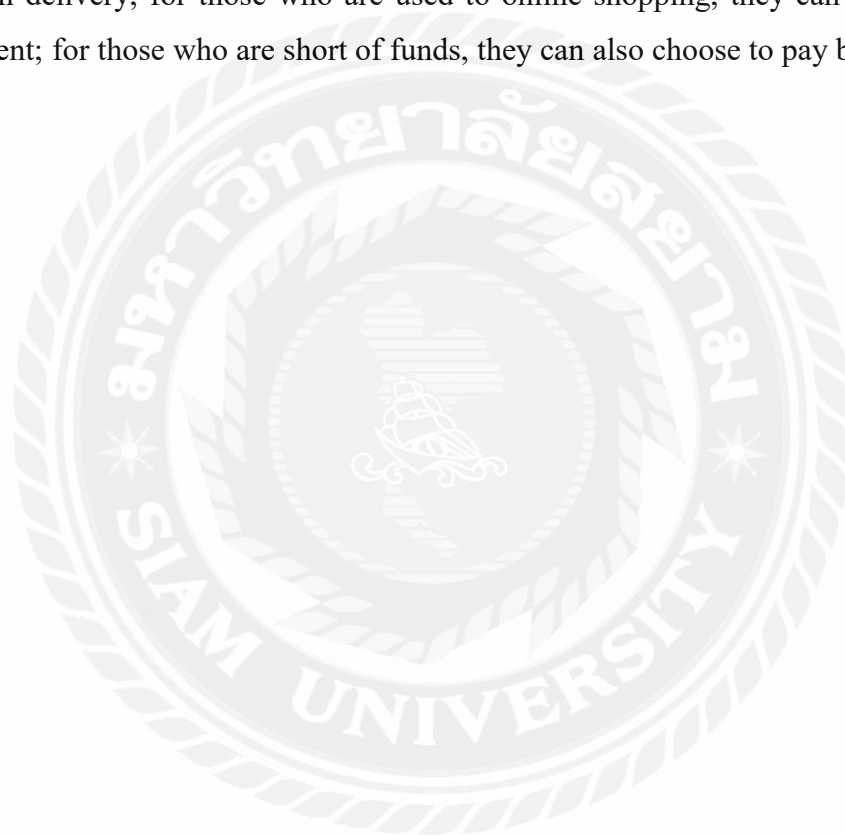 delivery; for those who are used to online shopping, they can
ent; for those who are short of funds, they can also choose to pay b
มหาวิทยาลัยสยาม
SIAM UNIVERSITY